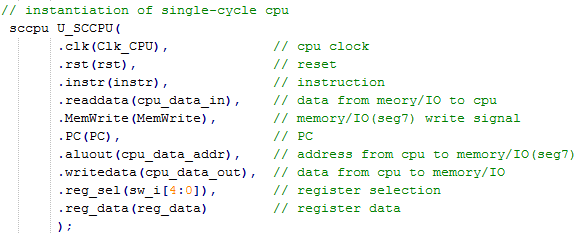 // instantiation of single-cycle cpu
sccpu U_SCCPU(
.clk(Clk_CPU), // cpu clock
.rst(rst), // reset
.instr(instr), // instruction
.readdata(cpu_data_in), // data from meory/IO to cpu
.MemWrite(MemWrite), // memory/IO(seg7) write signal
.PC(PC), // PC
.aluout(cpu_data_addr), // address from cpu to memory/IO(seg7)
.writedata(cpu_data_out), // data from cpu to memory/IO
.reg_sel(sw_i[4:0]), // register selection
.reg_data(reg_data) // register data
);